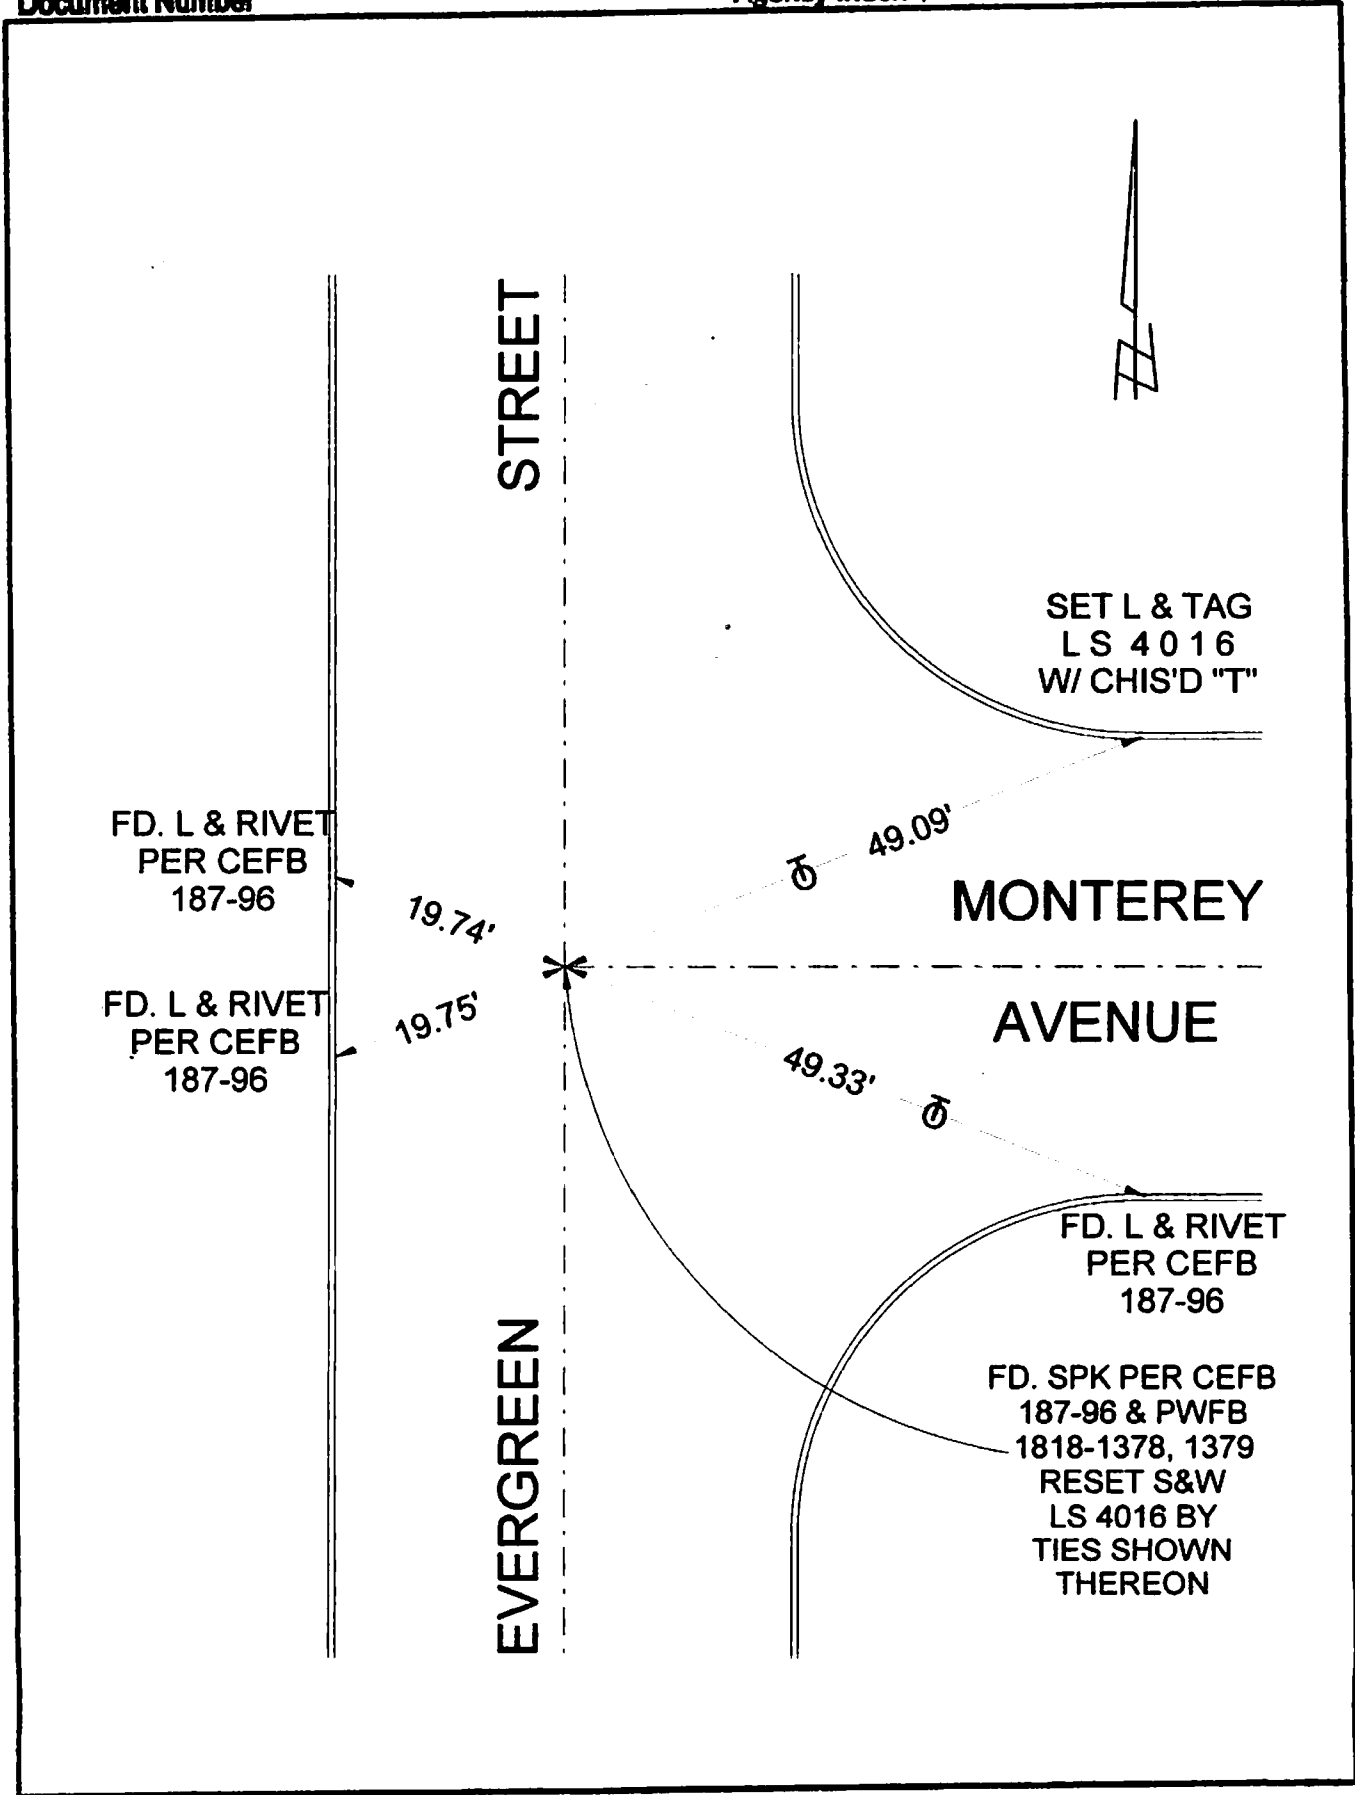 Document Number
STREET
SET L & TAG
LS 4016
W/ CHIS'D "T"
FD. L & RIVET
PER CEFB
187-96
49.09'
19.74'
MONTEREY
FD. L & RIVET
PER CEFB
187-96
19.75'
AVENUE
49.33'
FD. L & RIVET
PER CEFB
187-96
EVERGREEN
FD. SPK PER CEFB
187-96 & PWFB
1818-1378, 1379
RESET S&W
LS 4016 BY
TIES SHOWN
THEREON